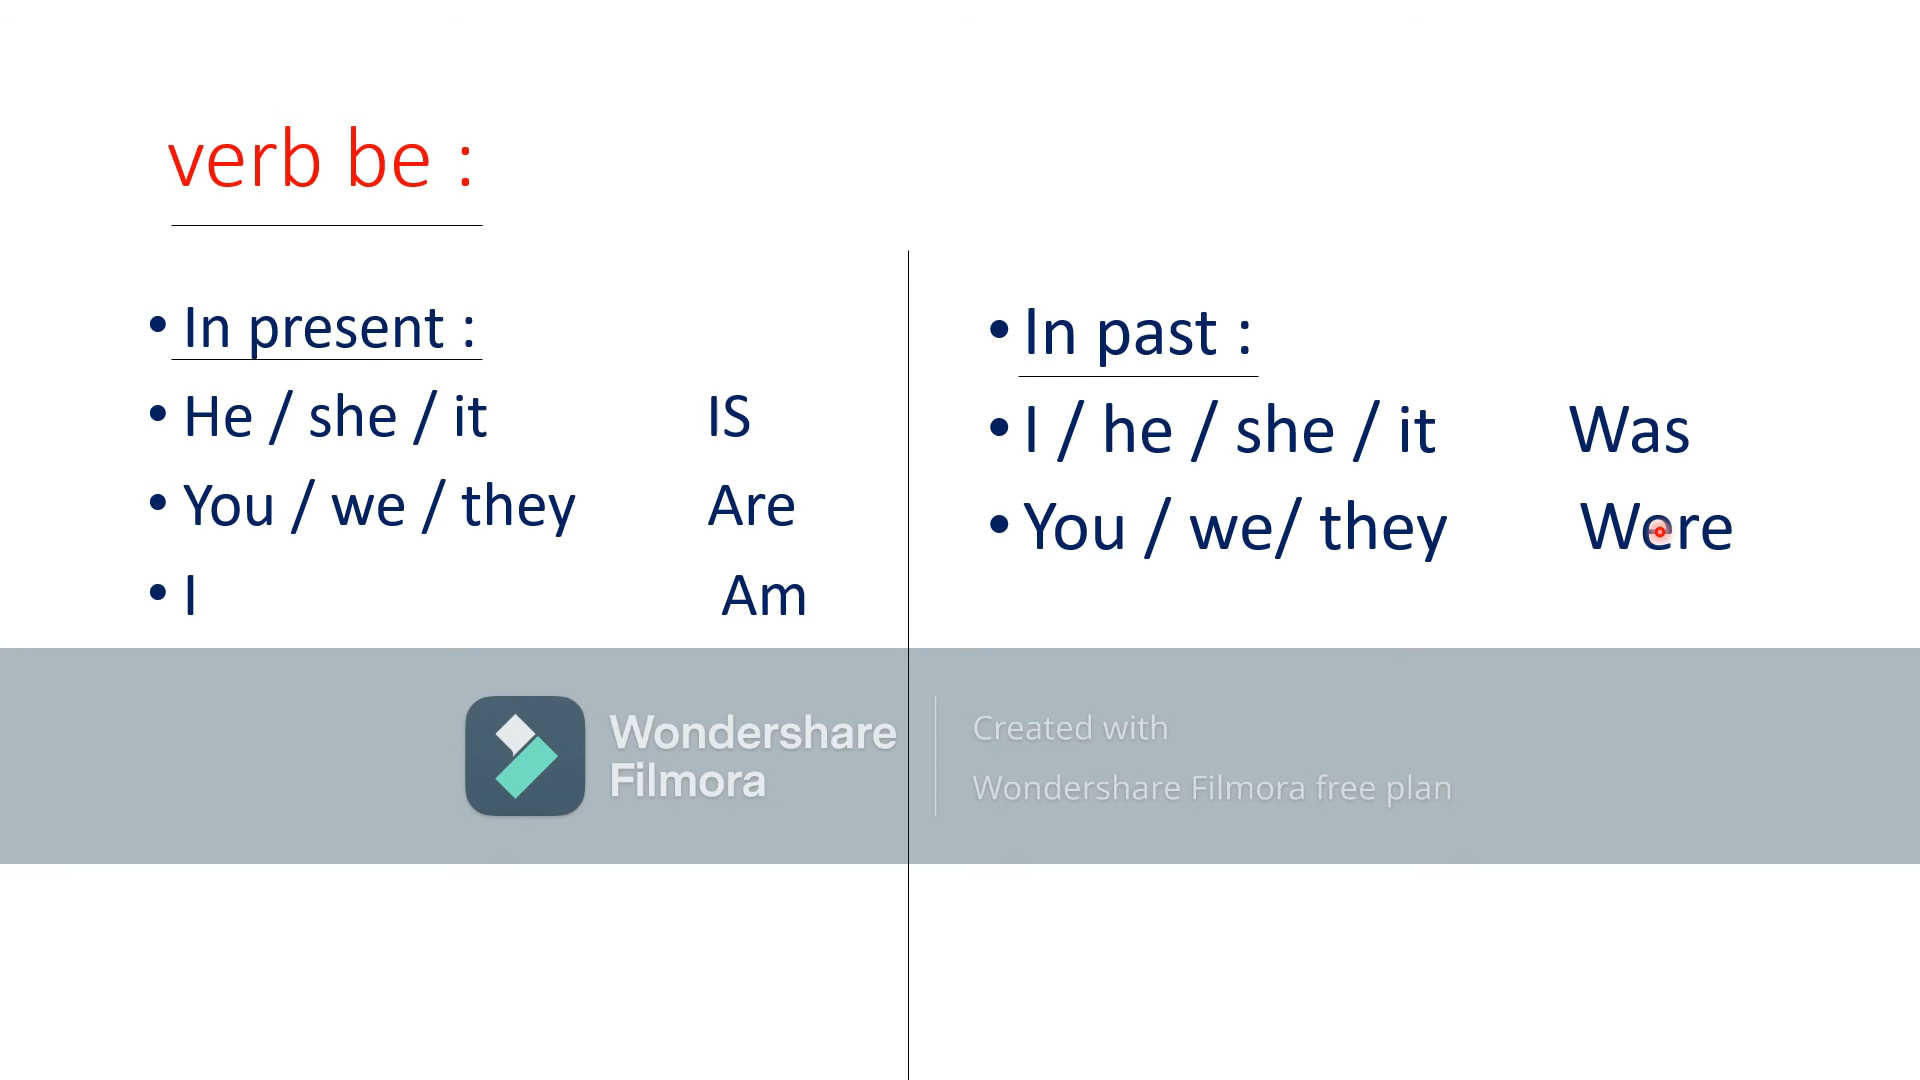 verb be :
In present :
He / she / it IS
You / we / they Are
I Am
In past :
I / he / she / it Was
You / we/ they Were
Wondershare
Filmora
Created with
Wondershare Filmora free plan